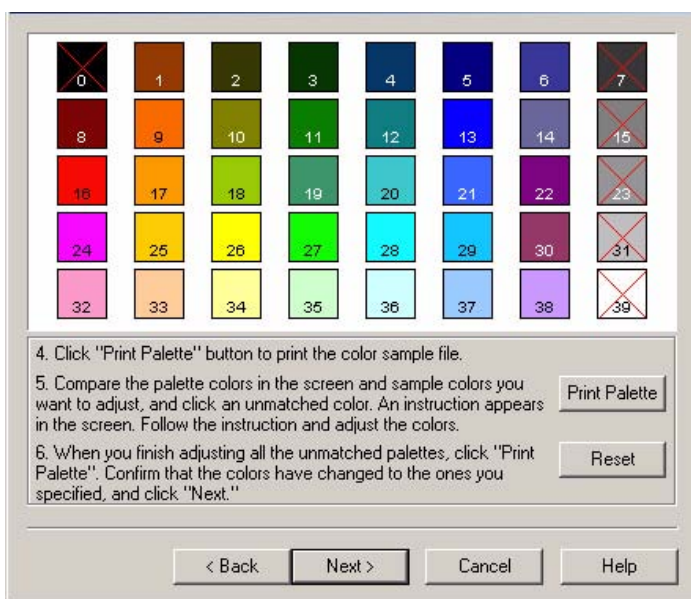 0 1 2 3 4 5 6 7
8 9 10 11 12 13 14 15
16 17 18 19 20 21 22 23
24 25 26 27 28 29 30 31
32 33 34 35 36 37 38 39
4. Click "Print Palette" button to print the color sample file.
5. Compare the palette colors in the screen and sample colors you
want to adjust, and click an unmatched color. An instruction appears
in the screen. Follow the instruction and adjust the colors.
Print Palette
6. When you finish adjusting all the unmatched palettes, click "Print
Palette". Confirm that the colors have changed to the ones you
specified, and click "Next."
Reset
< Back Next > Cancel Help